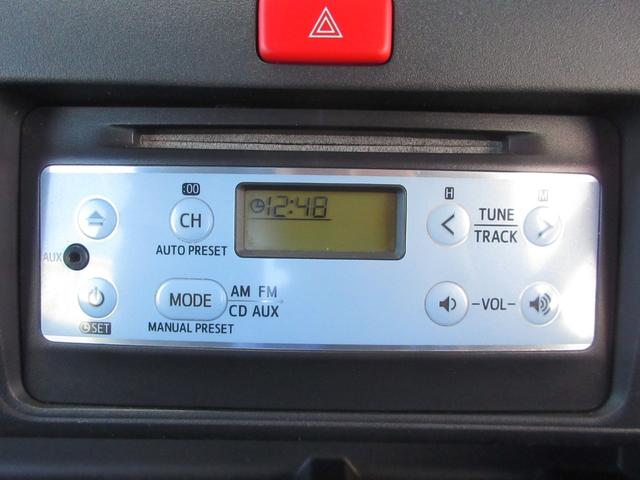 :00
H
M
12:48
CH
TUNE
AUX
TRACK
AUTO PRESET
AM FM
MODE
CD AUX
-VOL-
SET
MANUAL PRESET